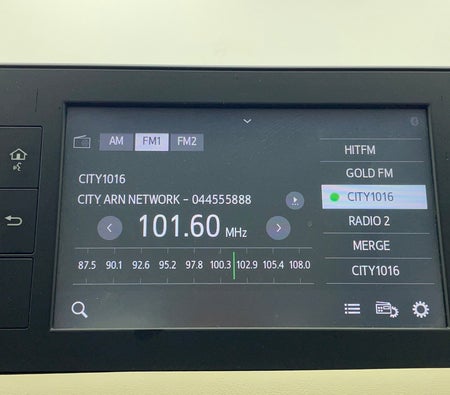 AM FM1 FM2
CITY1016
CITY ARN NETWORK - 044555888
101.60 MHz
87.5 90.1 92.6 95.2 97.8 100.3 102.9 105.4 108.0
HITFM
GOLD FM
CITY1016
RADIO 2
MERGE
CITY1016